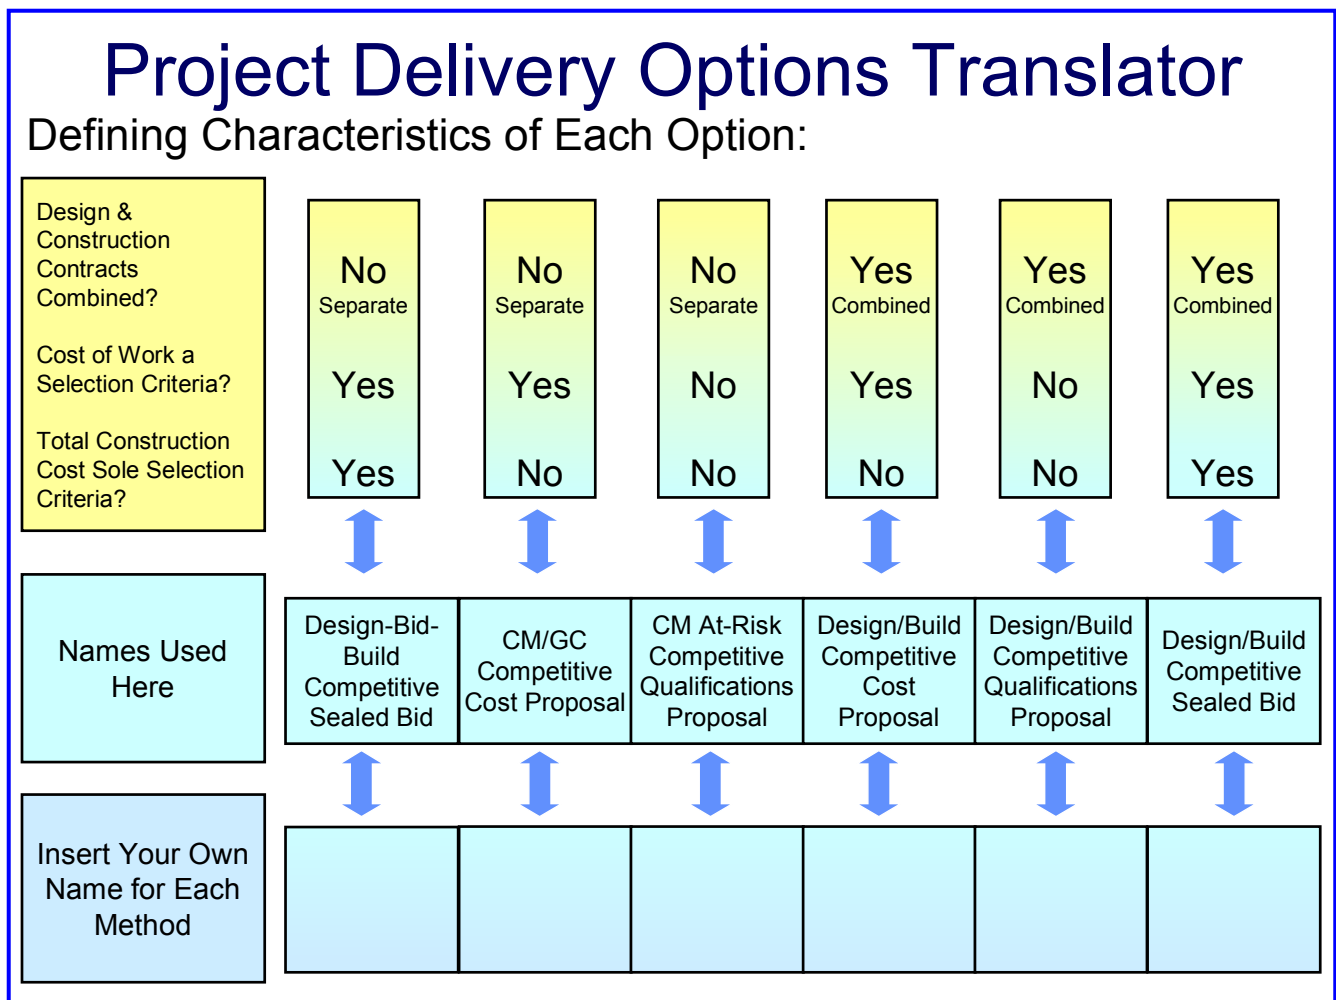 Project Delivery Options Translator
Defining Characteristics of Each Option:
Design &
Construction
Contracts
Combined?
Cost of Work a
Selection Criteria?
Total Construction
Cost Sole Selection
Criteria?
No
Separate
Yes
Yes
No
Separate
Yes
No
No
Separate
No
No
Yes
Combined
Yes
No
Yes
Combined
No
No
Yes
Combined
Yes
Yes
Names Used
Here
Design-Bid-
Build
Competitive
Sealed Bid
CM/GC
Competitive
Cost Proposal
CM At-Risk
Competitive
Qualifications
Proposal
Design/Build
Competitive
Cost
Proposal
Design/Build
Competitive
Qualifications
Proposal
Design/Build
Competitive
Sealed Bid
Insert Your Own
Name for Each
Method